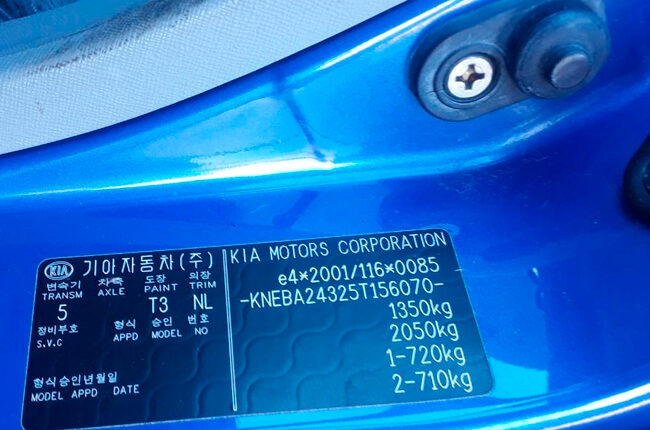 KIA 기아자동차(주)
변속기 차축 도장 의장
TRANSM AXLE PAINT TRIM
5 T3 NL
정비부호 형식 승인 번호
S.V.C APPD MODEL NO
형식승인년월일
MODEL APPD DATE
KIA MOTORS CORPORATION
e4*2001/116*0085
-KNEBA24325T156070-
1350kg
2050kg
1-720kg
2-710kg